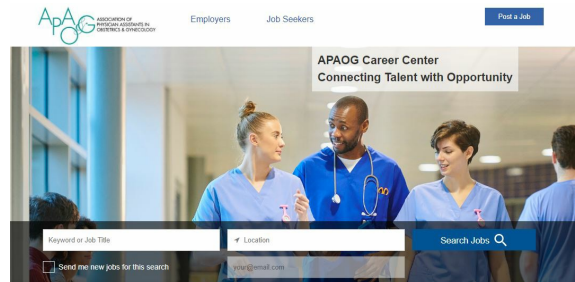 APAOG
ASSOCIATION OF
PHYSICIAN ASSISTANTS IN
OBSTETRICS & GYNECOLOGY
Employers
Job Seekers
Post a Job
APAOG Career Center
Connecting Talent with Opportunity
Keyword or Job Title
Location
Search Jobs
Send me new jobs for this search
your@email.com